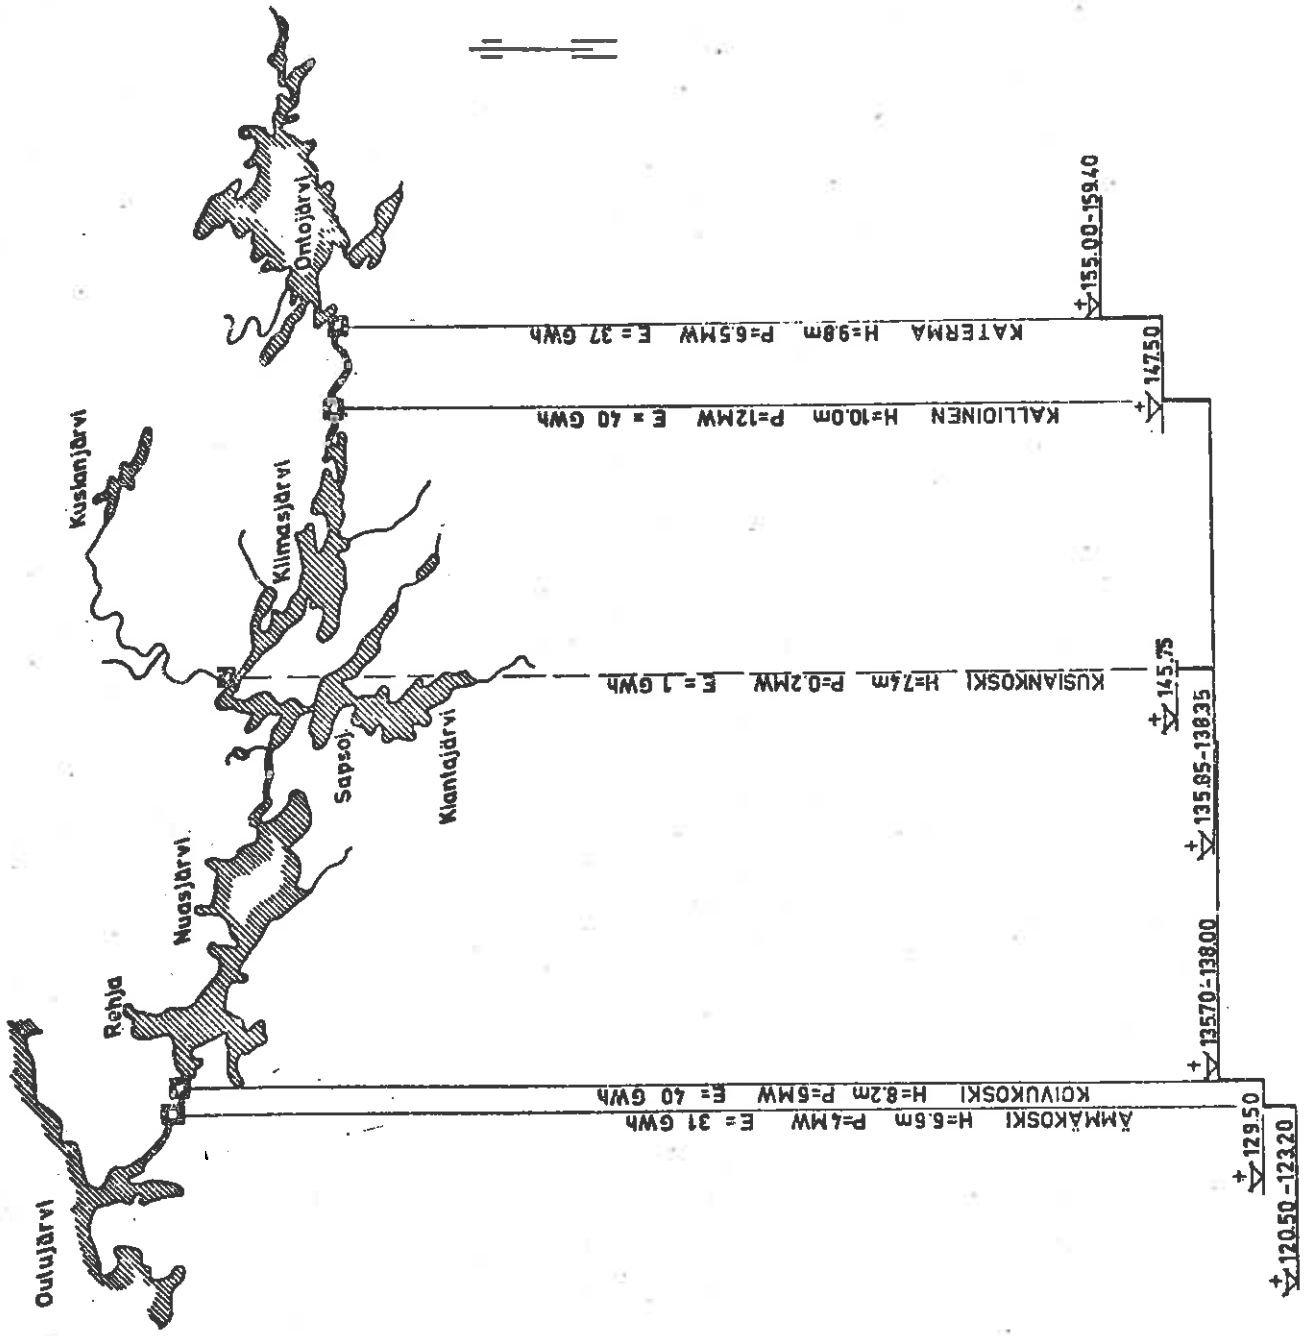 Oulujärvi
Rehja
Nuasjärvi
Sapsoj.
Kiantajärvi
Kiimasjärvi
Kusianjärvi
Ontojärvi
ÄMMÄKOSKI H=6.6m P=4MW E=31 GWh
KOIVUKOSKI H=8.2m P=6MW E=40 GWh
KUSIANKOSKI H=7.4m P=0.2MW E=1 GWh
KALLIOINEN H=10.0m P=12MW E=40 GWh
KATERMA H=9.8m P=6.5MW E=37 GWh
+120.50-123.20
+129.50
+135.70-138.00
+135.85-138.35
+145.75
+147.50
+155.00-159.40